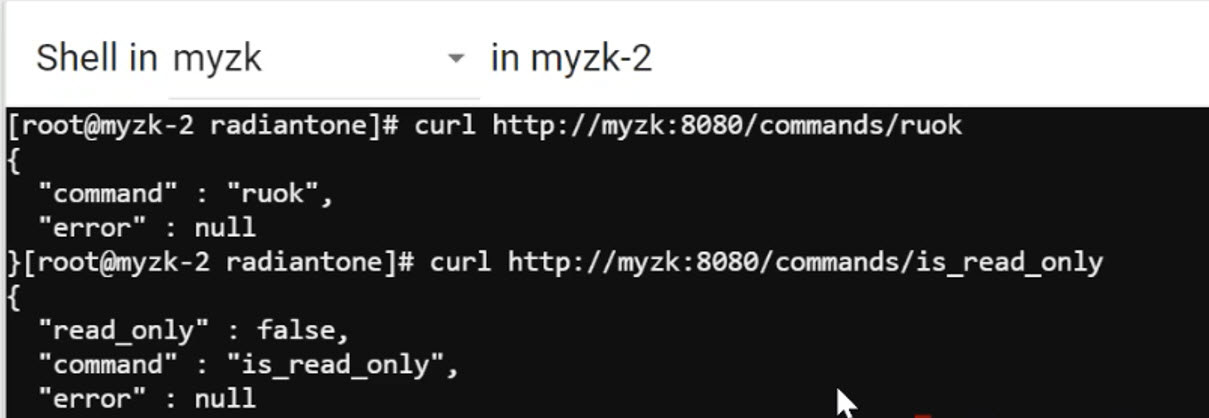 Shell in myzk in myzk-2
[root@myzk-2 radiantone]# curl http://myzk:8080/commands/ruok
{
  "command" : "ruok",
  "error" : null
}[root@myzk-2 radiantone]# curl http://myzk:8080/commands/is_read_only
{
  "read_only" : false,
  "command" : "is_read_only",
  "error" : null